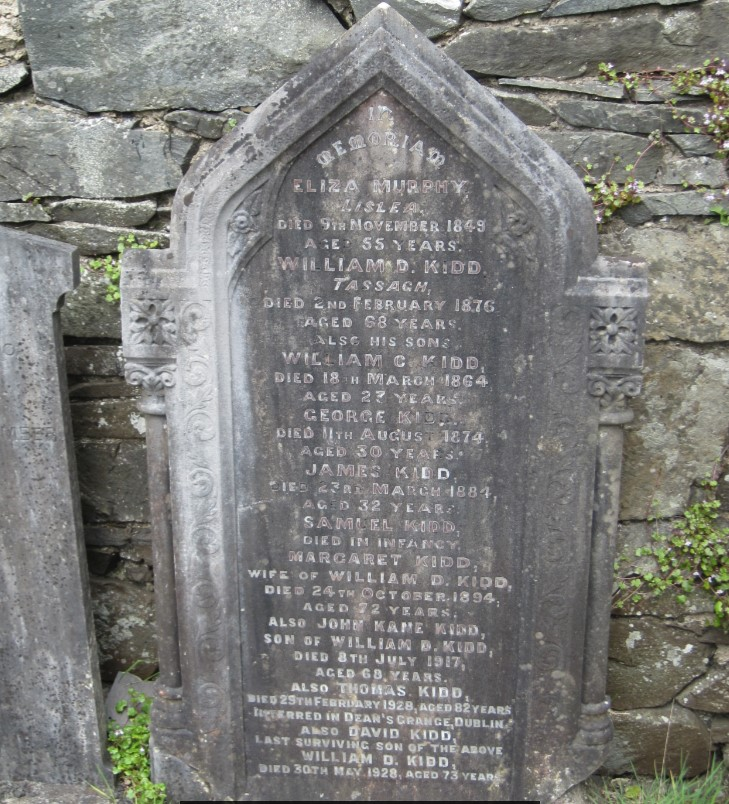 IN
MEMORIAM
ELIZA MURPHY
LISLEA,
DIED 9TH NOVEMBER 1849
AGED 55 YEARS.
WILLIAM D. KIDD.
TASSAGH,
DIED 2ND FEBRUARY 1876
AGED 68 YEARS.
ALSO HIS SONS.
WILLIAM C. KIDD,
DIED 18TH MARCH 1864
AGED 27 YEARS.
GEORGE KIDD.
DIED 11TH AUGUST 1874,
AGED 30 YEARS.
JAMES KIDD,
DIED 23RD MARCH 1884,
AGED 32 YEARS.
SAMUEL KIDD,
DIED IN INFANCY.
MARGARET KIDD,
WIFE OF WILLIAM D. KIDD,
DIED 24TH OCTOBER 1894
AGED 72 YEARS.
ALSO JOHN KANE KIDD,
SON OF WILLIAM D. KIDD,
DIED 8TH JULY 1917,
AGED 68 YEARS.
ALSO THOMAS KIDD,
DIED 25TH FEBRUARY 1928, AGED 82 YEARS
INTERRED IN DEAN'S GRANGE, DUBLIN.
ALSO DAVID KIDD,
LAST SURVIVING SON OF THE ABOVE
WILLIAM D. KIDD,
DIED 30TH MAY 1928, AGED 73 YEARS